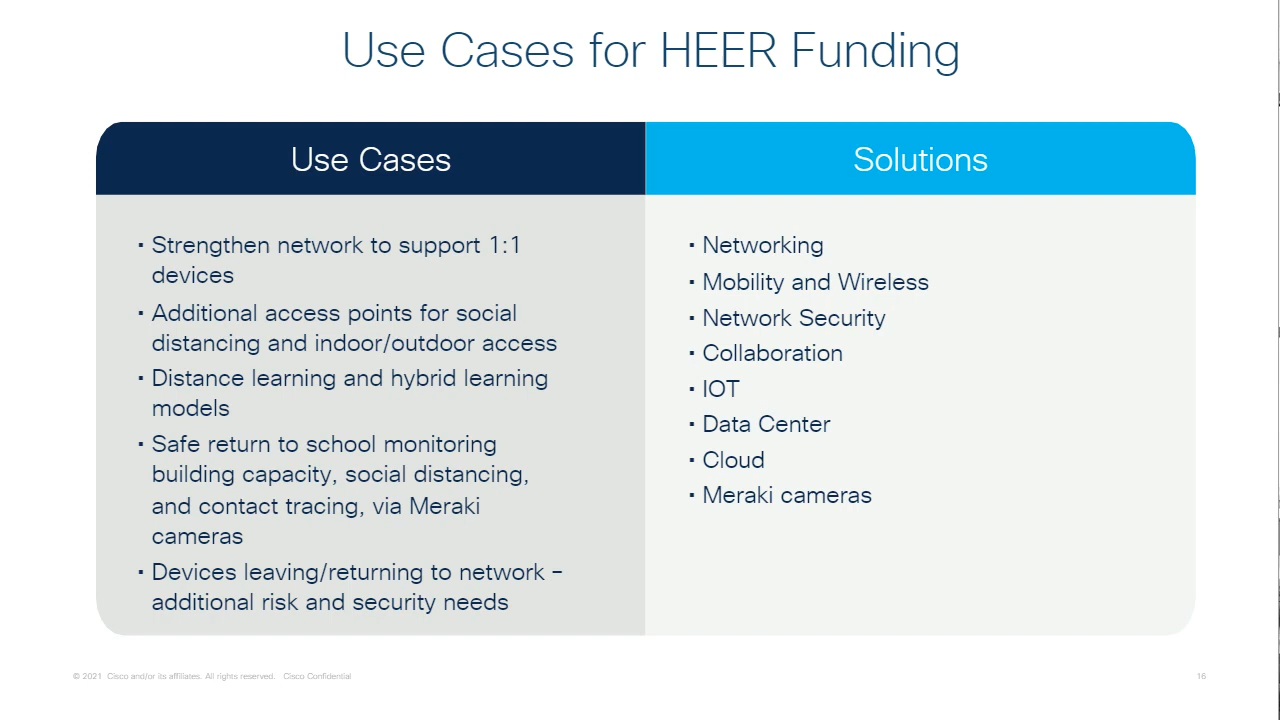 Use Cases for HEER Funding
Use Cases
▪ Strengthen network to support 1:1
devices
▪ Additional access points for social
distancing and indoor/outdoor access
▪ Distance learning and hybrid learning
models
▪ Safe return to school monitoring
building capacity, social distancing,
and contact tracing, via Meraki
cameras
▪ Devices leaving/returning to network –
additional risk and security needs
Solutions
▪ Networking
▪ Mobility and Wireless
▪ Network Security
▪ Collaboration
▪ IOT
▪ Data Center
▪ Cloud
▪ Meraki cameras
© 2021 Cisco and/or its affiliates. All rights reserved. Cisco Confidential
16